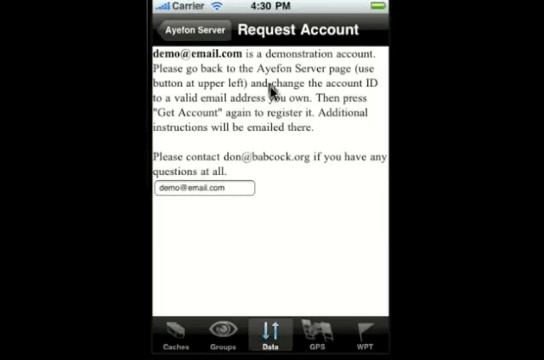 Carrier 4:30 PM
Ayefon Server Request Account
demo@email.com is a demonstration account.
Please go back to the Ayefon Server page (use
button at upper left) and change the account ID
to a valid email address you own. Then press
"Get Account" again to register it. Additional
instructions will be emailed there.
Please contact don@babcock.org if you have any
questions at all.
demo@email.com
Caches Groups Data GPS WPT